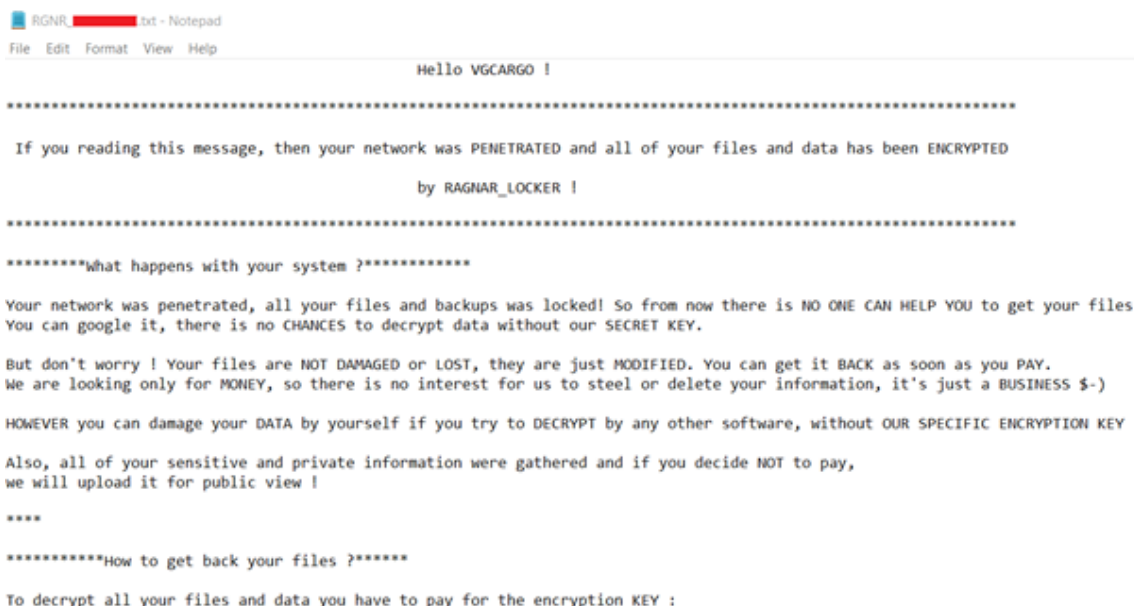 RGNR_ .txt - Notepad
File Edit Format View Help
Hello VGCARGO !
*****************************************************************************************************************
If you reading this message, then your network was PENETRATED and all of your files and data has been ENCRYPTED
by RAGNAR_LOCKER !
*****************************************************************************************************************
*********What happens with your system ?************
Your network was penetrated, all your files and backups was locked! So from now there is NO ONE CAN HELP YOU to get your files
You can google it, there is no CHANCES to decrypt data without our SECRET KEY.
But don't worry ! Your files are NOT DAMAGED or LOST, they are just MODIFIED. You can get it BACK as soon as you PAY.
We are looking only for MONEY, so there is no interest for us to steel or delete your information, it's just a BUSINESS $-)
HOWEVER you can damage your DATA by yourself if you try to DECRYPT by any other software, without OUR SPECIFIC ENCRYPTION KEY
Also, all of your sensitive and private information were gathered and if you decide NOT to pay,
we will upload it for public view !
****
***********How to get back your files ?******
To decrypt all your files and data you have to pay for the encryption KEY :